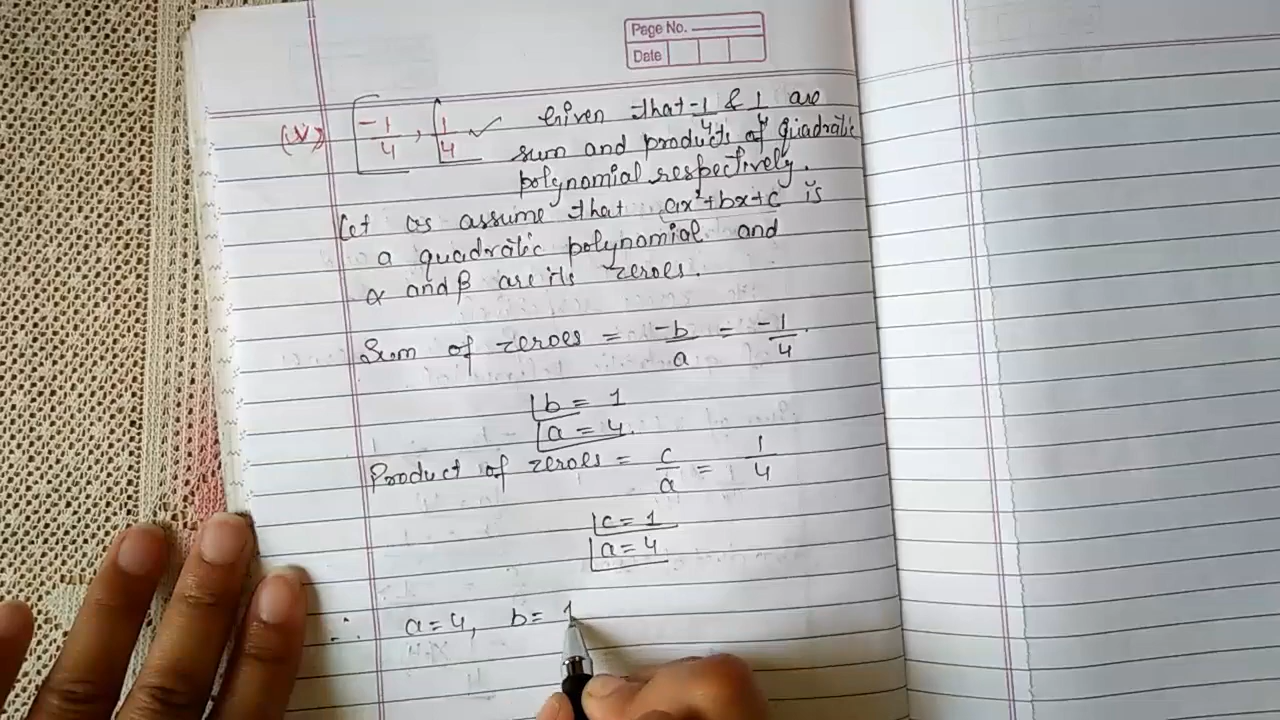 Page No.
Date
(v) -1/4, 1/4 ✓ Given that -1/4 & 1/4 are
sum and products of quadratic
polynomial respectively.
Let us assume that ax²+bx+c is
a quadratic polynomial and
α and β are its zeroes.
Sum of zeroes = -b/a = -1/4.
b = 1
a = 4.
Product of zeroes = c/a = 1/4
c = 1
a = 4
∴ a = 4, b = 1